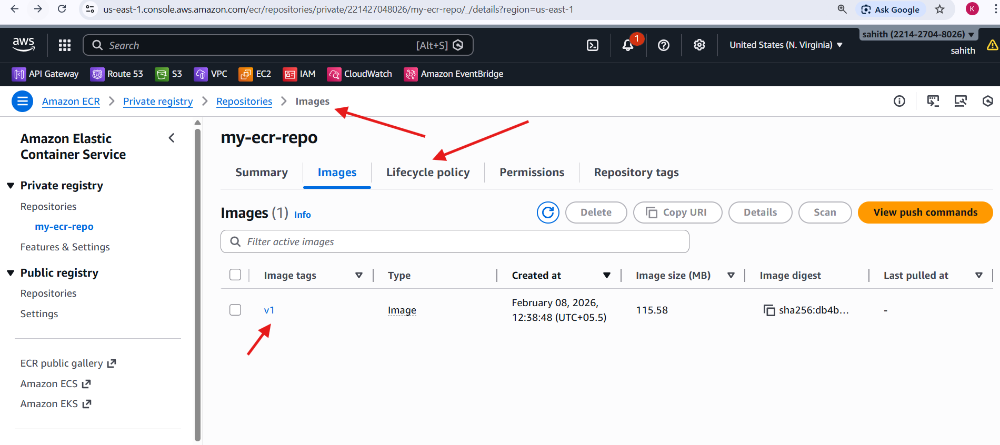 us-east-1.console.aws.amazon.com/ecr/repositories/private/221427048026/my-ecr-repo/_/details?region=us-east-1
Ask Google
K
aws
Search
[Alt+S]
1
United States (N. Virginia)
sahith (2214-2704-8026)
sahith
API Gateway
Route 53
S3
VPC
EC2
IAM
CloudWatch
Amazon EventBridge
Amazon ECR
Private registry
Repositories
Images
Amazon Elastic
Container Service
Private registry
Repositories
my-ecr-repo
Features & Settings
Public registry
Repositories
Settings
ECR public gallery
Amazon ECS
Amazon EKS
my-ecr-repo
Summary
Images
Lifecycle policy
Permissions
Repository tags
Images (1) Info
Delete
Copy URI
Details
Scan
View push commands
Filter active images
Image tags
Type
Created at
Image size (MB)
Image digest
Last pulled at
v1
Image
February 08, 2026,
12:38:48 (UTC+05.5)
115.58
sha256:db4b...
-